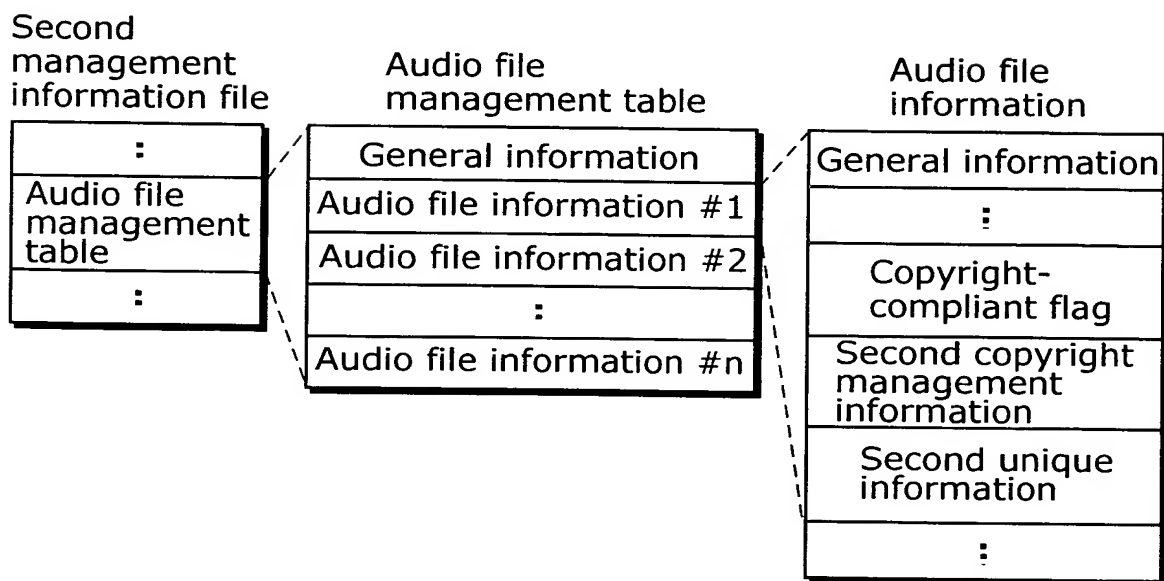 Second
management
information file
:
Audio file
management
table
:
Audio file
management table
General information
Audio file information #1
Audio file information #2
:
Audio file information #n
Audio file
information
General information
:
Copyright-
compliant flag
Second copyright
management
information
Second unique
information
: